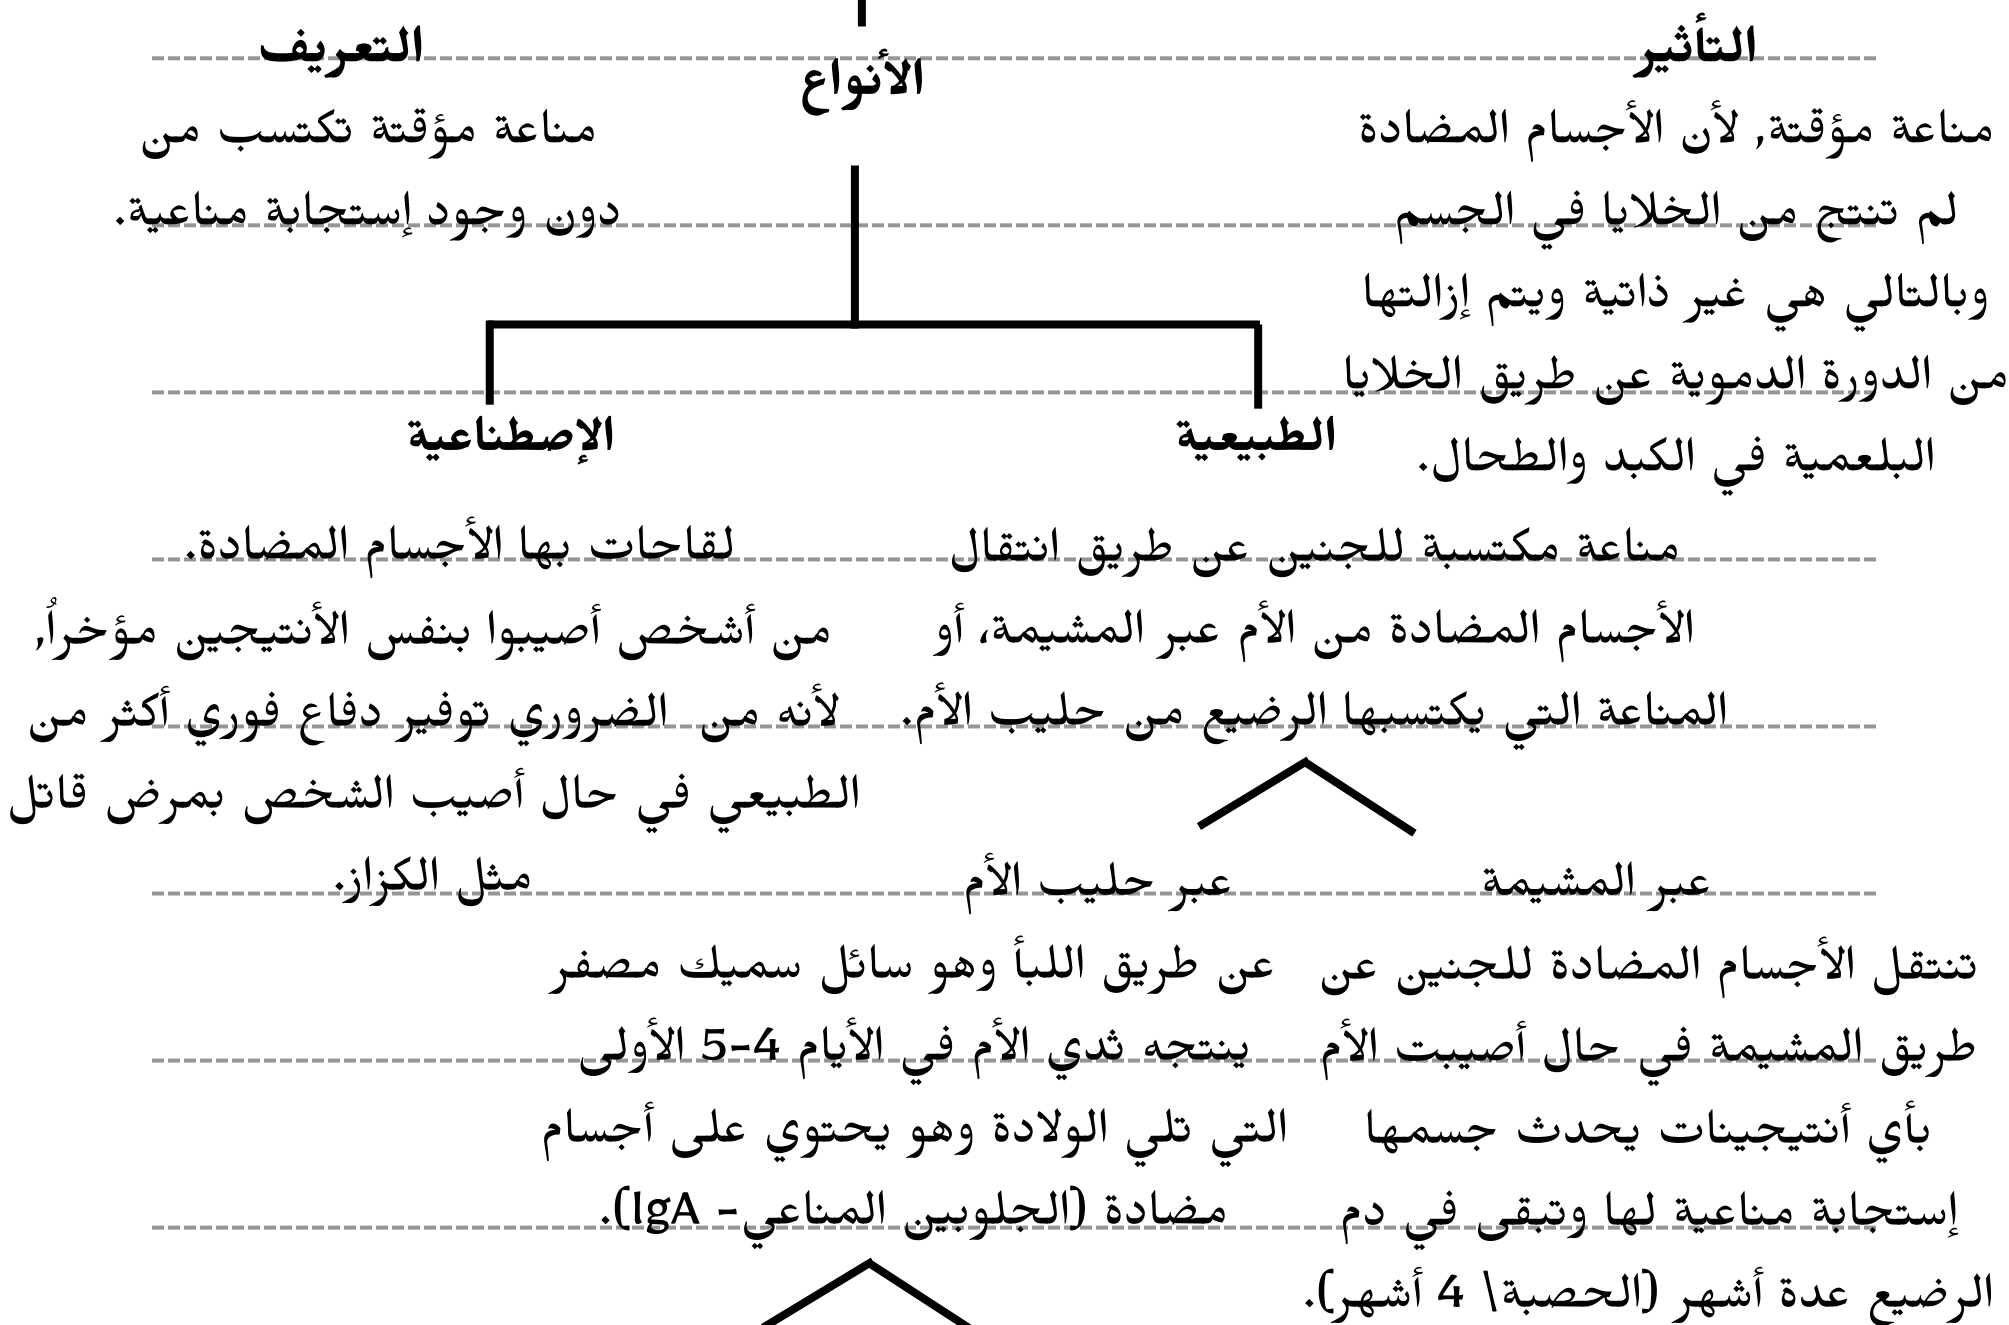 التأثير
مناعة مؤقتة, لأن الأجسام المضادة
لم تنتج من الخلايا في الجسم
وبالتالي هي غير ذاتية ويتم إزالتها
من الدورة الدموية عن طريق الخلايا
البلعمية في الكبد والطحال.
الأنواع
التعريف
مناعة مؤقتة تكتسب من
دون وجود إستجابة مناعية.
الطبيعية
مناعة مكتسبة للجنين عن طريق انتقال
الأجسام المضادة من الأم عبر المشيمة، أو
المناعة التي يكتسبها الرضيع من حليب الأم.
عبر المشيمة
تنتقل الأجسام المضادة للجنين عن
طريق المشيمة في حال أصيبت الأم
بأي أنتيجينات يحدث جسمها
إستجابة مناعية لها وتبقى في دم
الرضيع عدة أشهر (الحصبة\ 4 أشهر).
عبر حليب الأم
عن طريق اللبأ وهو سائل سميك مصفر
ينتجه ثدي الأم في الأيام 4-5 الأولى
التي تلي الولادة وهو يحتوي على أجسام
مضادة (الجلوبين المناعي- IgA).
الإصطناعية
لقاحات بها الأجسام المضادة.
من أشخص أصيبوا بنفس الأنتيجين مؤخراُ,
لأنه من الضروري توفير دفاع فوري أكثر من
الطبيعي في حال أصيب الشخص بمرض قاتل
مثل الكزاز.